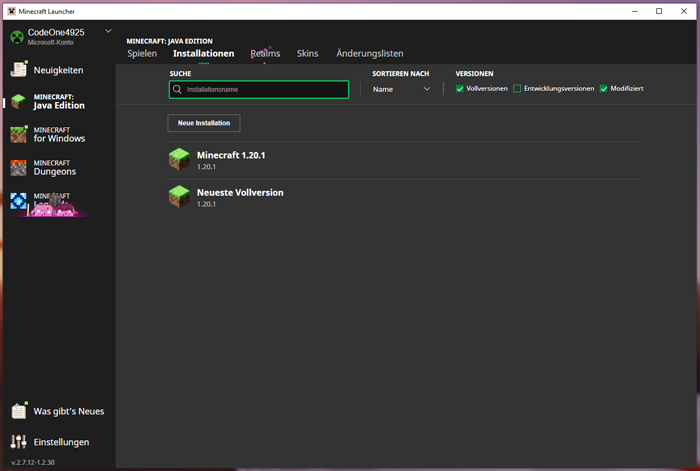 Minecraft Launcher
CodeOne4925
Microsoft-Konto
Neuigkeiten
MINECRAFT:
Java Edition
MINECRAFT
for Windows
MINECRAFT
Dungeons
MINECRAFT
Was gibt's Neues
Einstellungen
v.2.7.12-1.2.30
MINECRAFT: JAVA EDITION
Spielen Installationen Realms Skins Änderungslisten
SUCHE SORTIEREN NACH VERSIONEN
Installationsname Name Vollversionen Entwicklungsversionen Modifiziert
Neue Installation
Minecraft 1.20.1
1.20.1
Neueste Vollversion
1.20.1